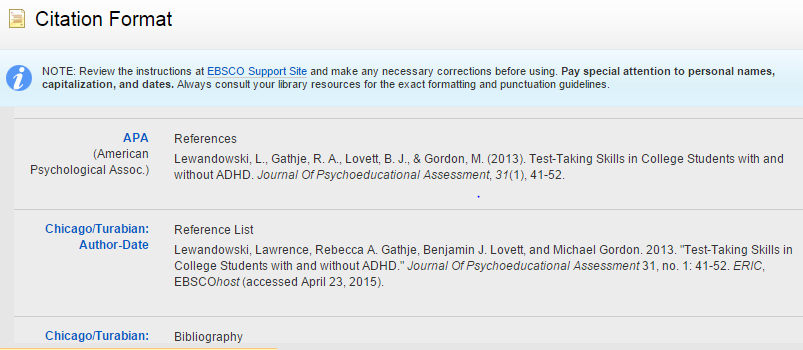 Citation Format
NOTE: Review the instructions at EBSCO Support Site and make any necessary corrections before using. Pay special attention to personal names,
capitalization, and dates. Always consult your library resources for the exact formatting and punctuation guidelines.
APA
(American
Psychological Assoc.)
References
Lewandowski, L., Gathje, R. A., Lovett, B. J., & Gordon, M. (2013). Test-Taking Skills in College Students with and
without ADHD. Journal Of Psychoeducational Assessment, 31(1), 41-52.
Chicago/Turabian:
Author-Date
Reference List
Lewandowski, Lawrence, Rebecca A. Gathje, Benjamin J. Lovett, and Michael Gordon. 2013. "Test-Taking Skills in
College Students with and without ADHD." Journal Of Psychoeducational Assessment 31, no. 1: 41-52. ERIC,
EBSCOhost (accessed April 23, 2015).
Chicago/Turabian:
Bibliography